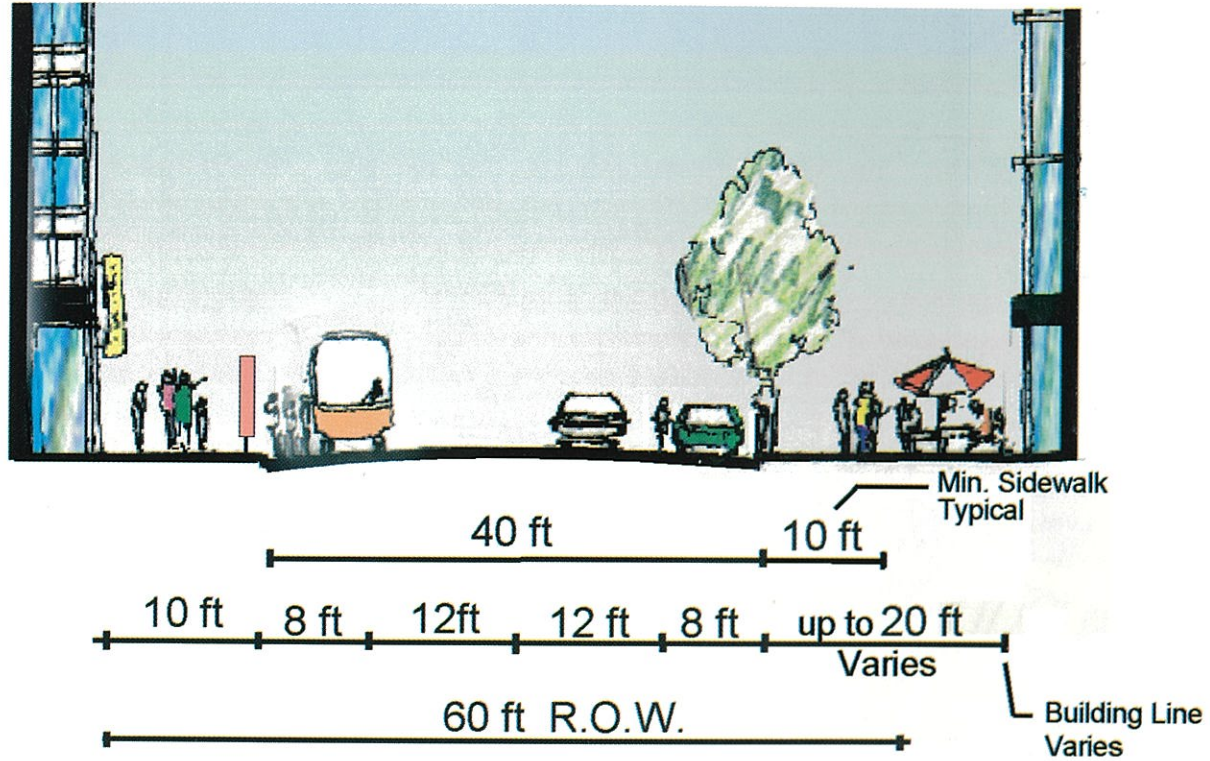 Min. Sidewalk
Typical
40 ft
10 ft
10 ft
8 ft
12ft
12 ft
8 ft
up to 20 ft
Varies
60 ft R.O.W.
Building Line
Varies